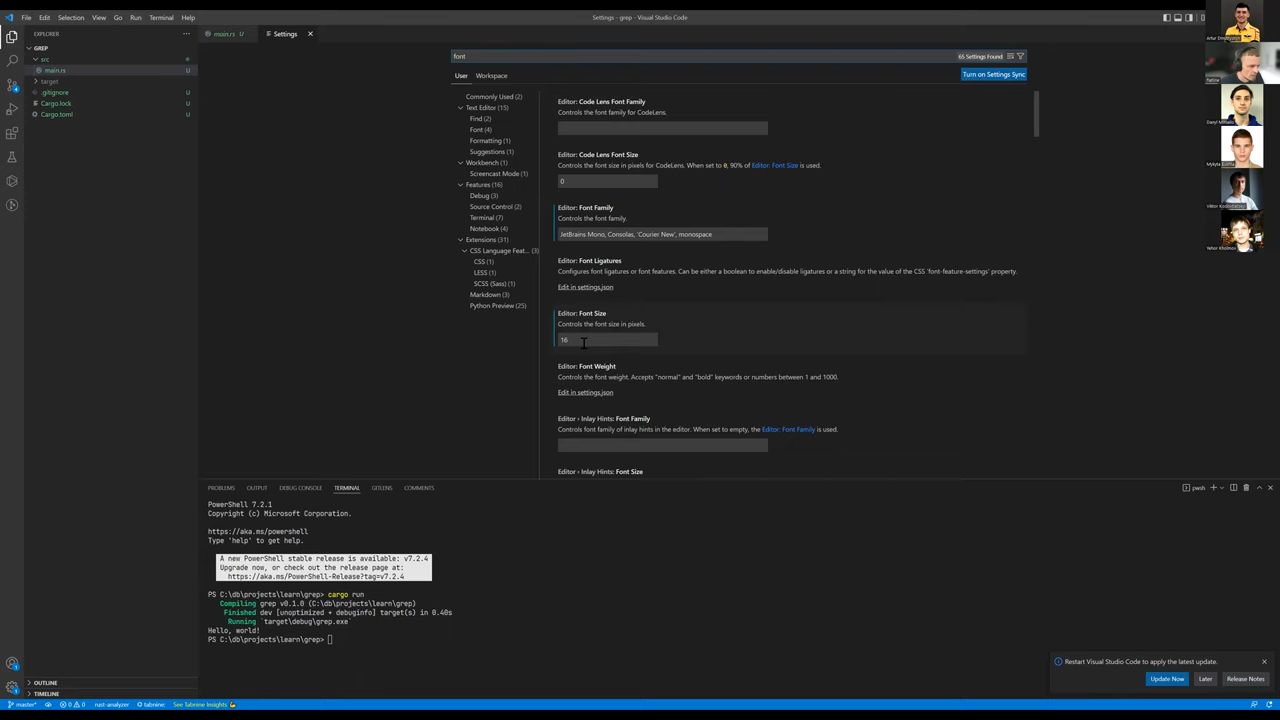 File Edit Selection View Go Run Terminal Help
Settings - grep - Visual Studio Code
EXPLORER
GREP
src
main.rs
target
.gitignore
Cargo.lock
Cargo.toml
OUTLINE
TIMELINE
main.rs U
Settings
font
65 Settings Found
User Workspace
Turn on Settings Sync
Commonly Used (2)
Text Editor (15)
Find (2)
Font (4)
Formatting (1)
Suggestions (1)
Workbench (1)
Screencast Mode (1)
Features (16)
Debug (3)
Source Control (2)
Terminal (7)
Notebook (4)
Extensions (31)
CSS Language Feat... (3)
CSS (1)
LESS (1)
SCSS (Sass) (1)
Markdown (3)
Python Preview (25)
Editor: Code Lens Font Family
Controls the font family for CodeLens.
Editor: Code Lens Font Size
Controls the font size in pixels for CodeLens. When set to 0, 90% of Editor: Font Size is used.
0
Editor: Font Family
Controls the font family.
JetBrains Mono, Consolas, 'Courier New', monospace
Editor: Font Ligatures
Configures font ligatures or font features. Can be either a boolean to enable/disable ligatures or a string for the value of the CSS 'font-feature-settings' property.
Edit in settings.json
Editor: Font Size
Controls the font size in pixels.
16
Editor: Font Weight
Controls the font weight. Accepts "normal" and "bold" keywords or numbers between 1 and 1000.
Edit in settings.json
Editor › Inlay Hints: Font Family
Controls font family of inlay hints in the editor. When set to empty, the Editor: Font Family is used.
Editor › Inlay Hints: Font Size
PROBLEMS OUTPUT DEBUG CONSOLE TERMINAL GITLENS COMMENTS
pwsh
PowerShell 7.2.1
Copyright (c) Microsoft Corporation.
https://aka.ms/powershell
Type 'help' to get help.
A new PowerShell stable release is available: v7.2.4
Upgrade now, or check out the release page at:
https://aka.ms/PowerShell-Release?tag=v7.2.4
PS C:\db\projects\learn\grep> cargo run
Compiling grep v0.1.0 (C:\db\projects\learn\grep)
Finished dev [unoptimized + debuginfo] target(s) in 0.40s
Running `target\debug\grep.exe`
Hello, world!
PS C:\db\projects\learn\grep>
Restart Visual Studio Code to apply the latest update.
Update Now Later Release Notes
master* 0 0 rust-analyzer tabnine: See Tabnine Insights